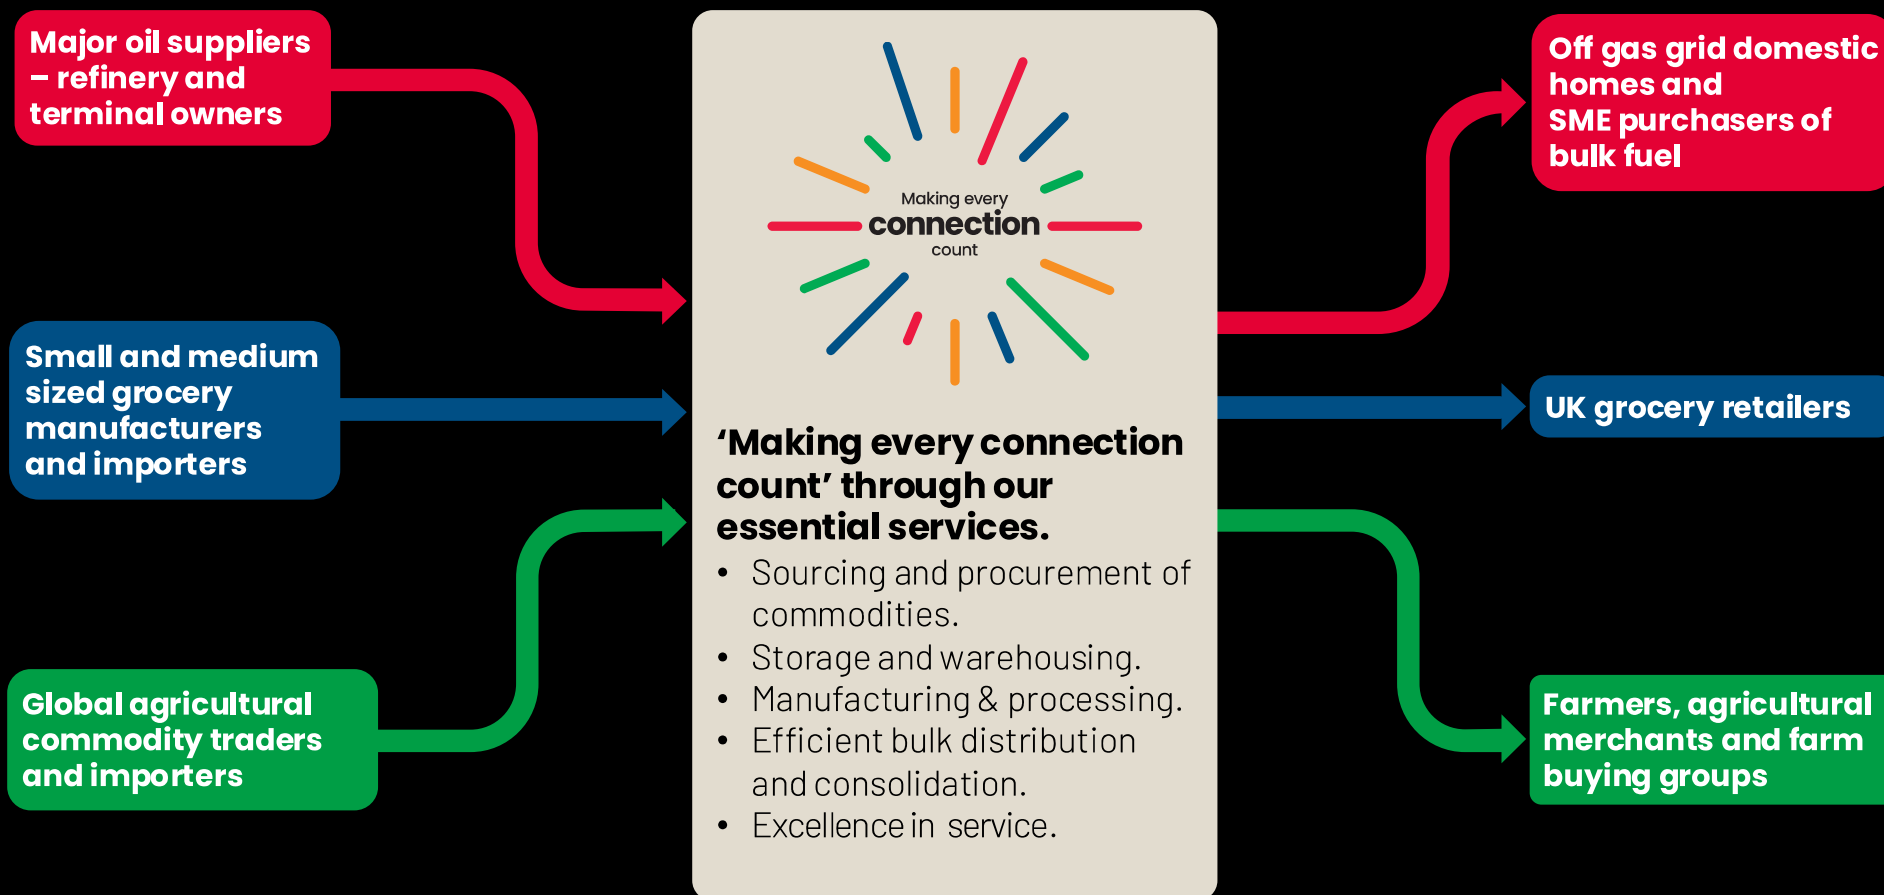 Major oil suppliers
– refinery and
terminal owners
Small and medium
sized grocery
manufacturers
and importers
Global agricultural
commodity traders
and importers
Making every
connection
count
‘Making every connection
count’ through our
essential services.
• Sourcing and procurement of
commodities.
• Storage and warehousing.
• Manufacturing & processing.
• Efficient bulk distribution
and consolidation.
• Excellence in service.
Off gas grid domestic
homes and
SME purchasers of
bulk fuel
UK grocery retailers
Farmers, agricultural
merchants and farm
buying groups